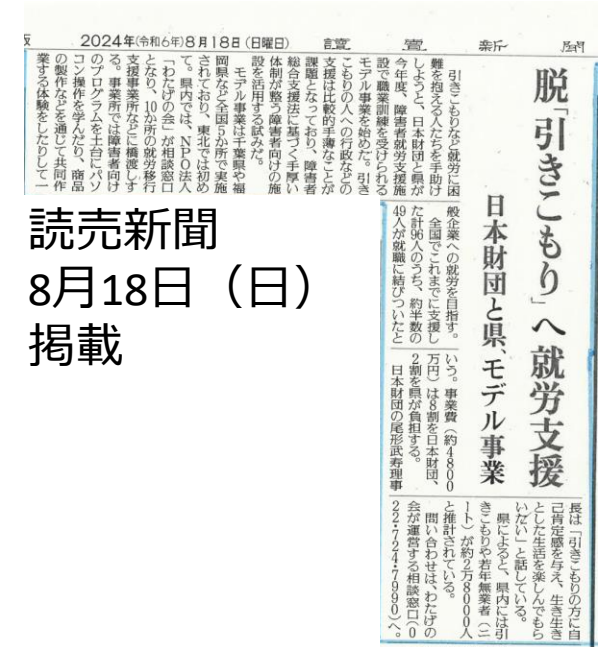 版
2024年(令和6年)8月18日(日曜日)
讀賣新聞
脱「引きこもり」へ就労支援
日本財団と県、モデル事業
引きこもりなど就労に困
難を抱える人たちを手助け
しようと、日本財団と県が
今年度、障害者就労支援施
設で職業訓練を受けられる
モデル事業を始めた。引き
こもりの人への行政などの
支援は比較的手薄なことが
課題となっており、障害者
総合支援法に基づく手厚い
体制が整う障害者向けの施
設を活用する試みだ。
モデル事業は千葉県や福
岡県など全国5か所で実施
されており、東北では初め
て。県内では、NPO法人
「わたげの会」が相談窓口
となり、10か所の就労移行
支援事業所などに橋渡しす
る。事業所では障害者向け
のプログラムを土台にパソ
コン操作を学んだり、商品
の製作などを通じて共同作
業する体験をしたりして一
般企業への就労を目指す。
全国でこれまでに支援し
た計96人のうち、約半数の
49人が就職に結びついたと
いう。事業費(約4800
万円)は8割を日本財団、
2割を県が負担する。
日本財団の尾形武寿理事
長は「引きこもりの方に自
己肯定感を与え、生き生き
とした生活を楽しんでもら
いたい」と話している。
県によると、県内には引
きこもりや若年無業者(ニ
ート)が約2万8000人
と推計されている。
問い合わせは、わたげの
会が運営する相談窓口(0
22・724・7990)へ。
読売新聞
8月18日(日)
掲載